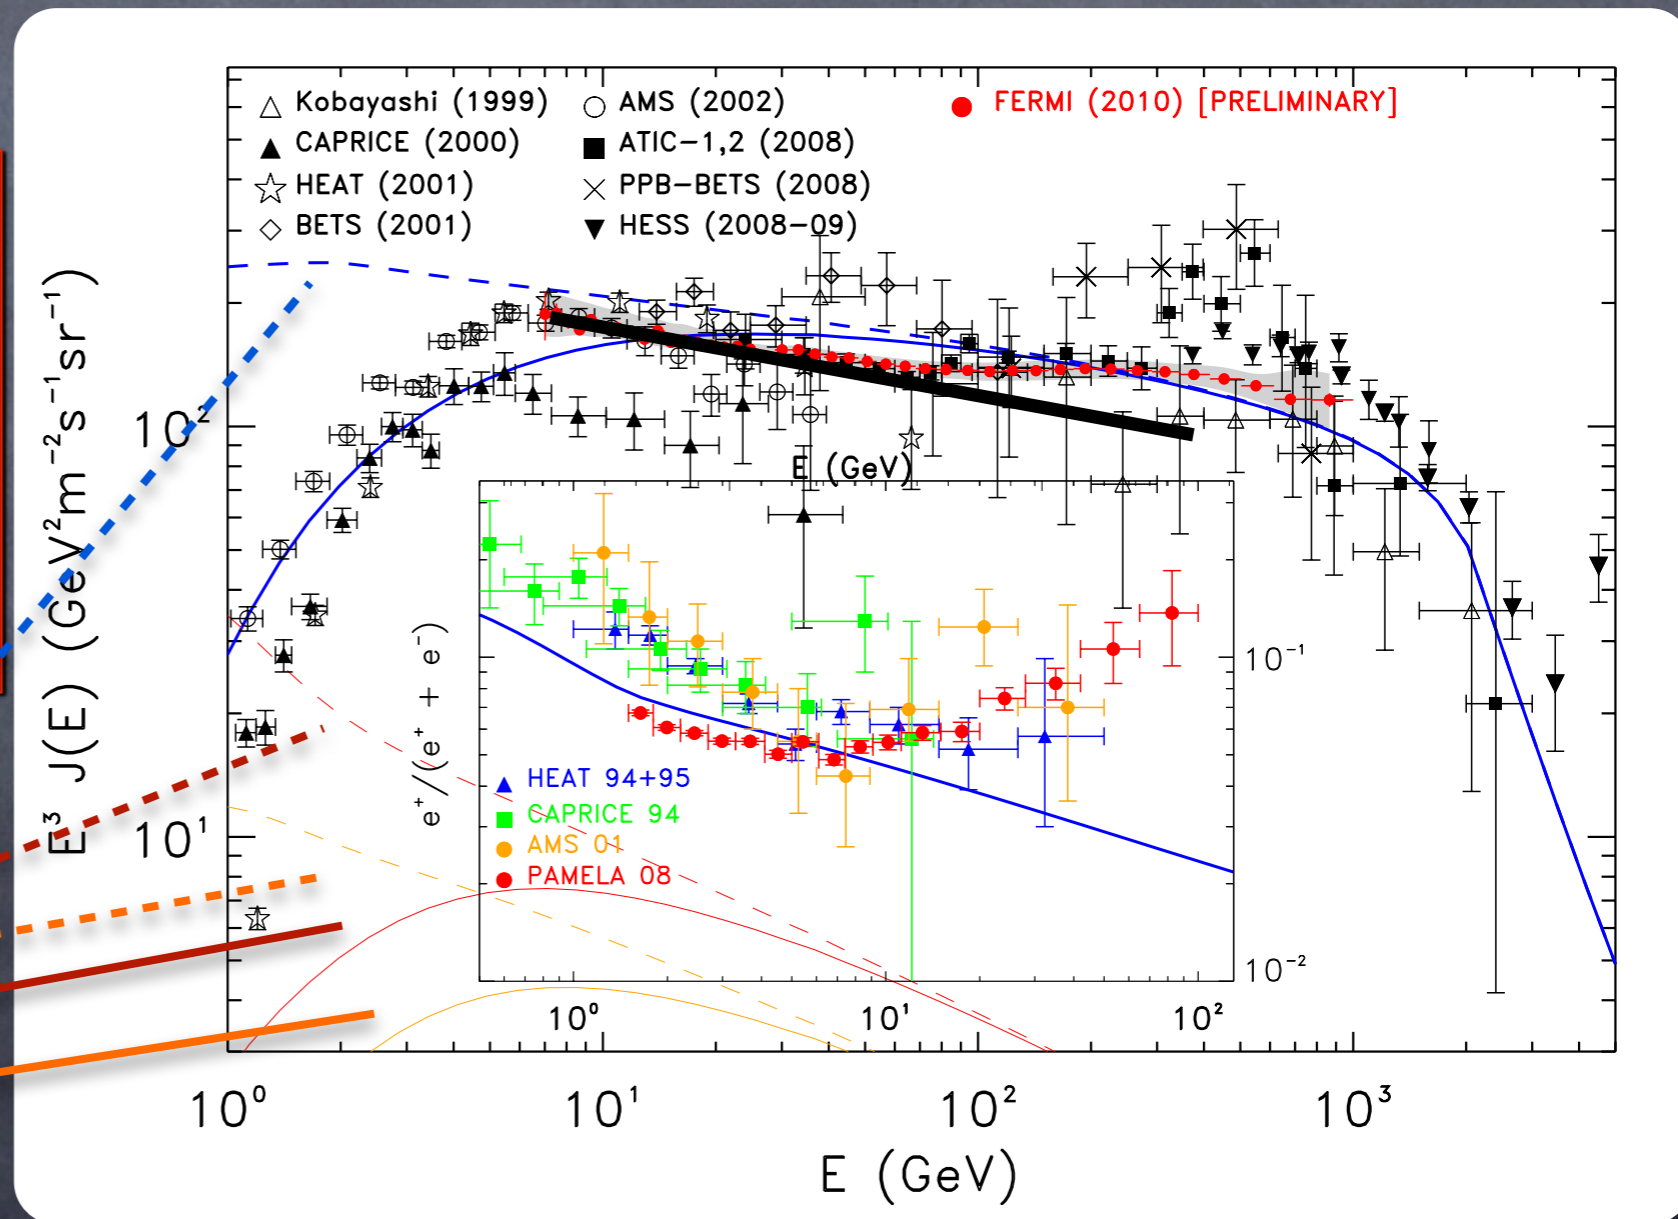 △ Kobayashi (1999)
▲ CAPRICE (2000)
☆ HEAT (2001)
◇ BETS (2001)
○ AMS (2002)
■ ATIC−1,2 (2008)
× PPB−BETS (2008)
▼ HESS (2008−09)
● FERMI (2010) [PRELIMINARY]
E³ J(E) (GeV²m⁻²s⁻¹sr⁻¹)
10²
10¹
E (GeV)
e⁺/(e⁺ + e⁻)
10⁻¹
10⁻²
▲ HEAT 94+95
■ CAPRICE 94
● AMS 01
● PAMELA 08
10⁰ 10¹ 10²
10⁰ 10¹ 10² 10³
E (GeV)